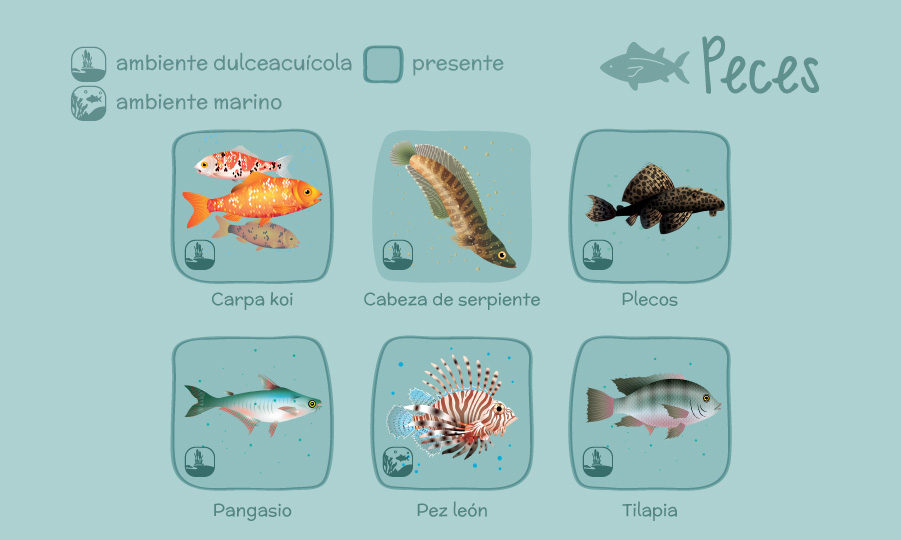 ambiente dulceacuícola
presente
Peces
ambiente marino
Carpa koi
Cabeza de serpiente
Plecos
Pangasio
Pez león
Tilapia